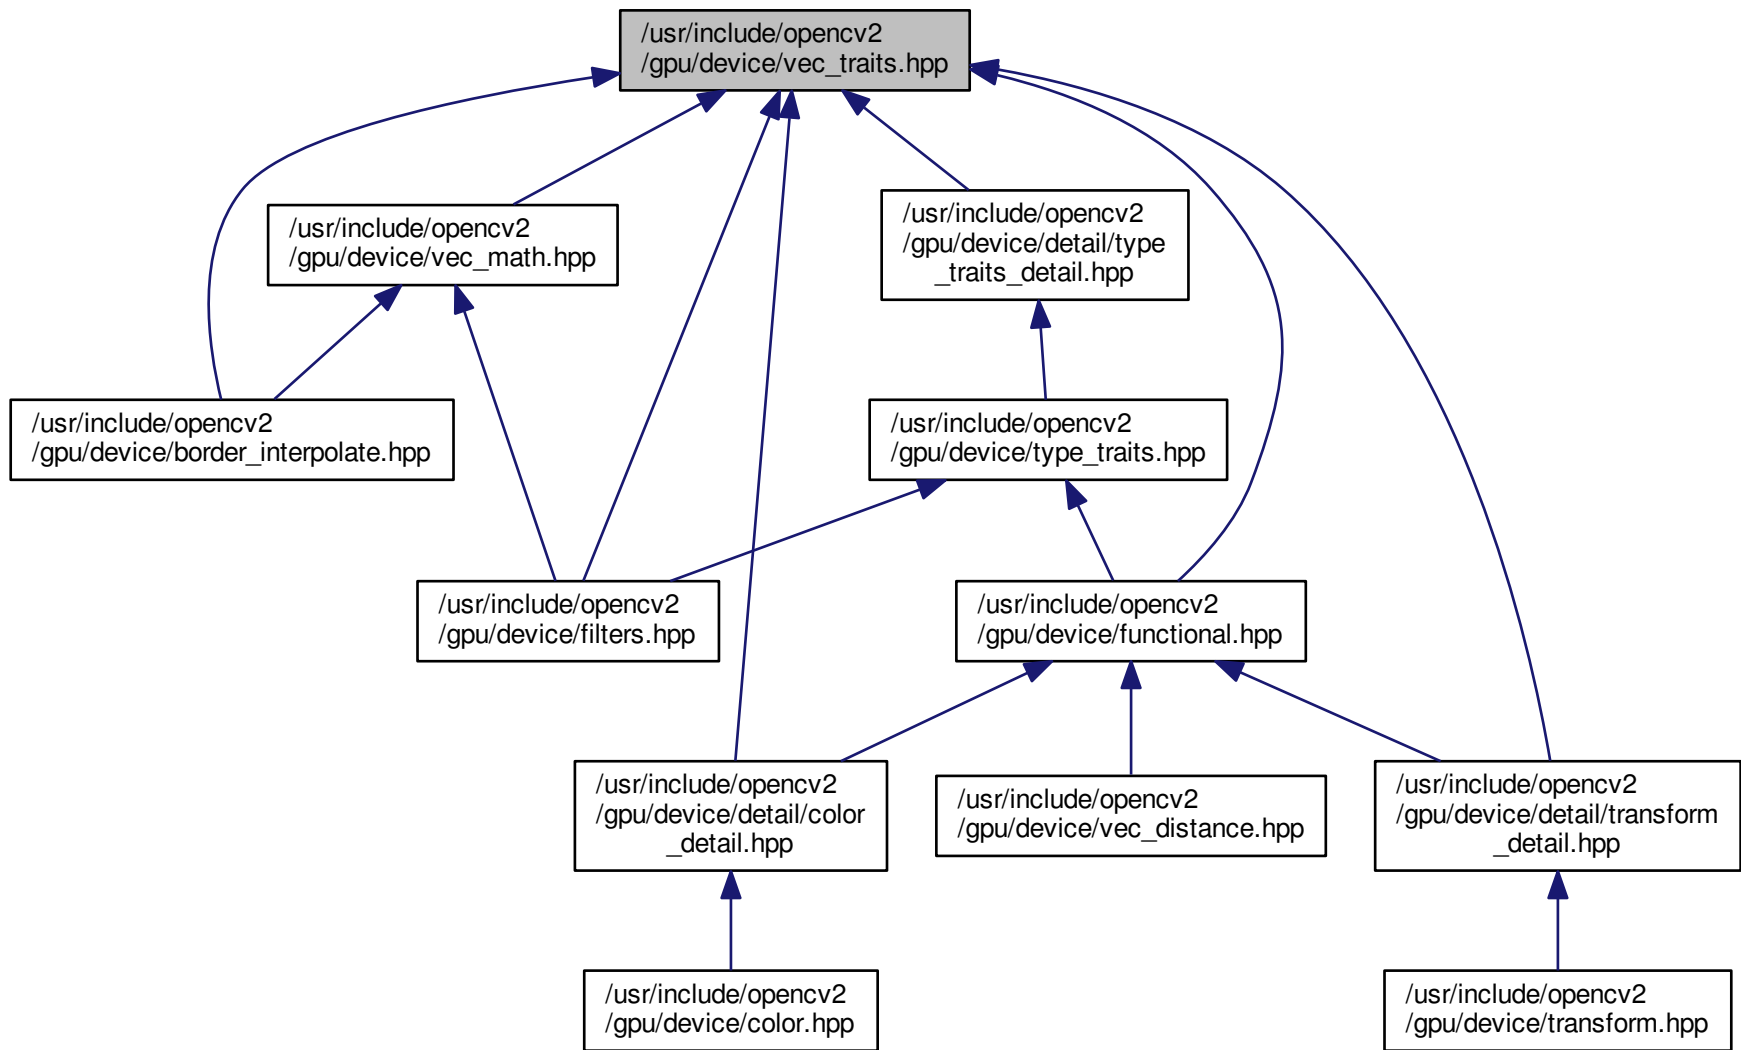 /usr/include/opencv2
/gpu/device/vec_traits.hpp
/usr/include/opencv2
/gpu/device/vec_math.hpp
/usr/include/opencv2
/gpu/device/detail/type
_traits_detail.hpp
/usr/include/opencv2
/gpu/device/border_interpolate.hpp
/usr/include/opencv2
/gpu/device/type_traits.hpp
/usr/include/opencv2
/gpu/device/filters.hpp
/usr/include/opencv2
/gpu/device/functional.hpp
/usr/include/opencv2
/gpu/device/detail/color
_detail.hpp
/usr/include/opencv2
/gpu/device/vec_distance.hpp
/usr/include/opencv2
/gpu/device/detail/transform
_detail.hpp
/usr/include/opencv2
/gpu/device/color.hpp
/usr/include/opencv2
/gpu/device/transform.hpp